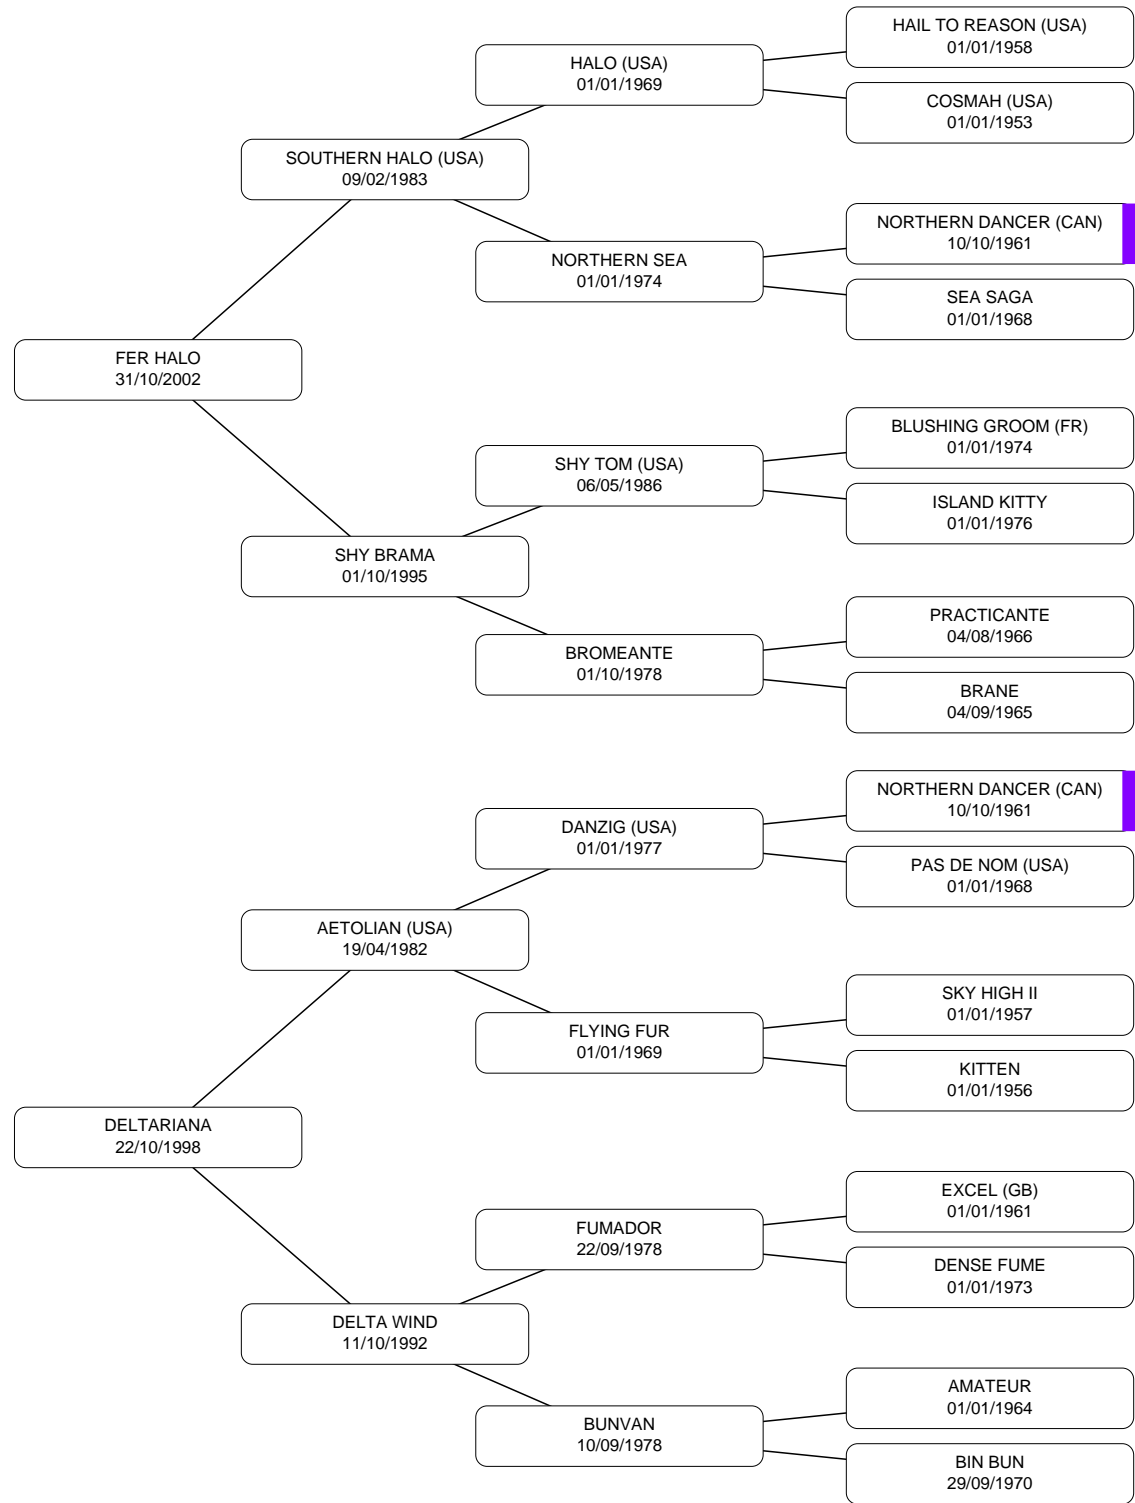 HAIL TO REASON (USA)
01/01/1958
HALO (USA)
01/01/1969
COSMAH (USA)
01/01/1953
SOUTHERN HALO (USA)
09/02/1983
NORTHERN DANCER (CAN)
10/10/1961
NORTHERN SEA
01/01/1974
SEA SAGA
01/01/1968
FER HALO
31/10/2002
BLUSHING GROOM (FR)
01/01/1974
SHY TOM (USA)
06/05/1986
ISLAND KITTY
01/01/1976
SHY BRAMA
01/10/1995
PRACTICANTE
04/08/1966
BROMEANTE
01/10/1978
BRANE
04/09/1965
NORTHERN DANCER (CAN)
10/10/1961
DANZIG (USA)
01/01/1977
PAS DE NOM (USA)
01/01/1968
AETOLIAN (USA)
19/04/1982
SKY HIGH II
01/01/1957
FLYING FUR
01/01/1969
KITTEN
01/01/1956
DELTARIANA
22/10/1998
EXCEL (GB)
01/01/1961
FUMADOR
22/09/1978
DENSE FUME
01/01/1973
DELTA WIND
11/10/1992
AMATEUR
01/01/1964
BUNVAN
10/09/1978
BIN BUN
29/09/1970